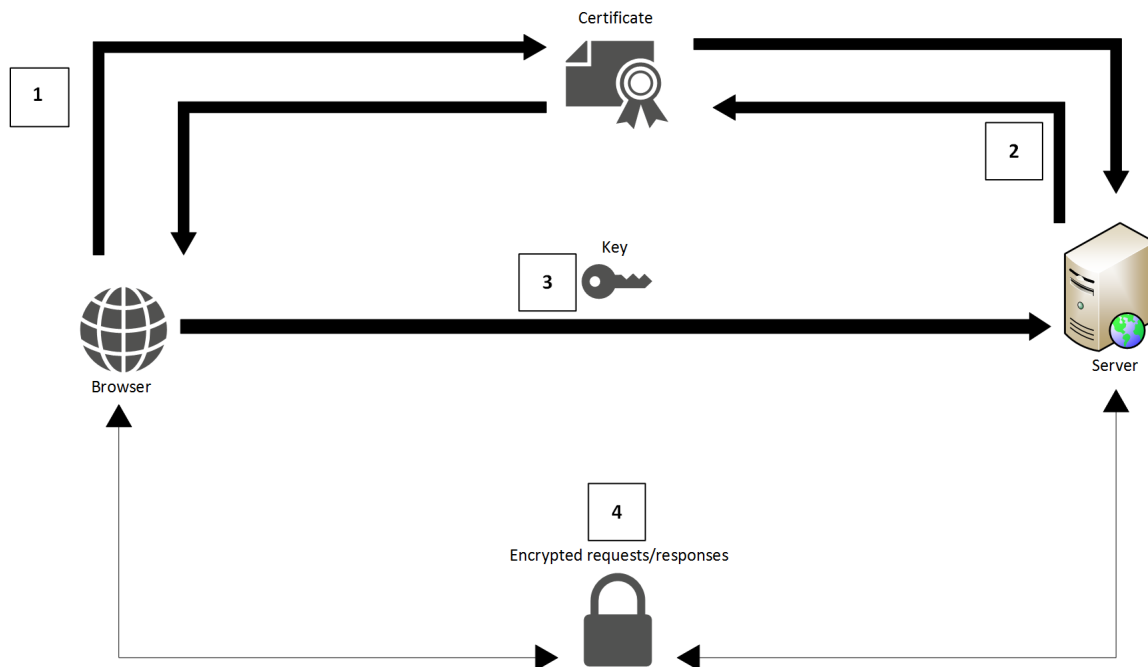 Certificate
1
2
Key
3
Browser
Server
4
Encrypted requests/responses